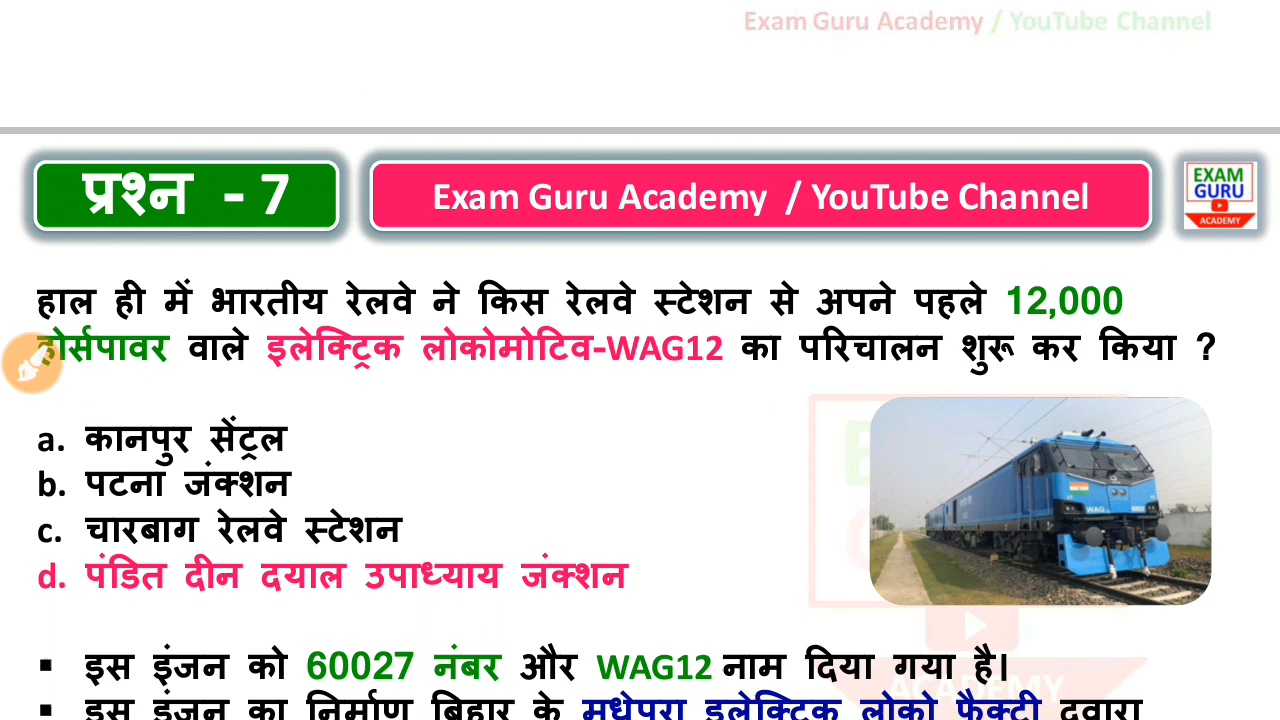 Exam Guru Academy / YouTube Channel
प्रश्न - 7
Exam Guru Academy / YouTube Channel
EXAM
GURU
ACADEMY
हाल ही में भारतीय रेलवे ने किस रेलवे स्टेशन से अपने पहले 12,000
होर्सपावर वाले इलेक्ट्रिक लोकोमोटिव-WAG12 का परिचालन शुरू कर किया ?
a. कानपुर सेंट्रल
b. पटना जंक्शन
c. चारबाग रेलवे स्टेशन
d. पंडित दीन दयाल उपाध्याय जंक्शन
WAG
▪ इस इंजन को 60027 नंबर और WAG12 नाम दिया गया है।
▪ इस इंजन का निर्माण बिहार के मधेपुरा इलेक्ट्रिक लोको फैक्ट्री द्वारा
ACADEMY